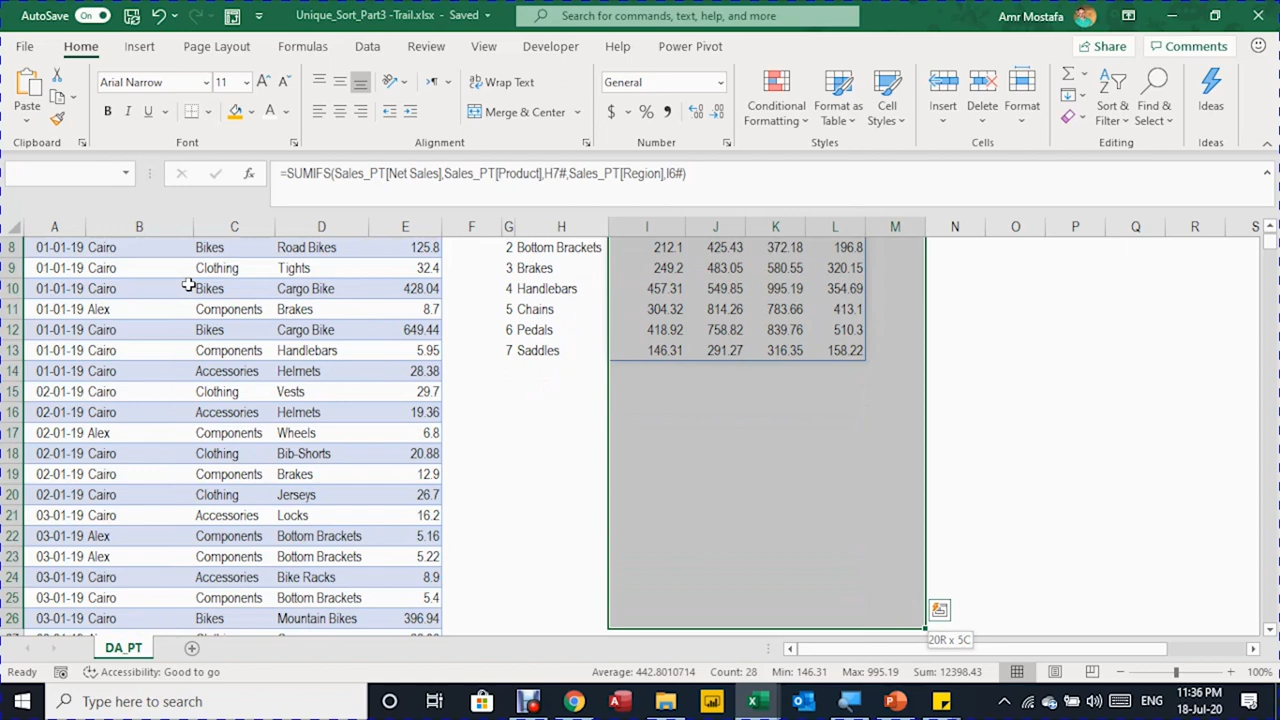 AutoSave On Unique_Sort_Part3 - Trail.xlsx - Saved Search for commands, text, help, and more Amr Mostafa
File Home Insert Page Layout Formulas Data Review View Developer Help Power Pivot Share Comments
Paste Arial Narrow 11 Wrap Text General Conditional Formatting Format as Table Cell Styles Insert Delete Format Sort & Filter Find & Select Ideas
B I U A Merge & Center $ %
Clipboard Font Alignment Number Styles Cells Editing Ideas
fx =SUMIFS(Sales_PT[Net Sales],Sales_PT[Product],H7#,Sales_PT[Region],I6#)
A B C D E F G H I J K L M N O P Q R S
8 01-01-19 Cairo Bikes Road Bikes 125.8 2 Bottom Brackets 212.1 425.43 372.18 196.8
9 01-01-19 Cairo Clothing Tights 32.4 3 Brakes 249.2 483.05 580.55 320.15
10 01-01-19 Cairo Bikes Cargo Bike 428.04 4 Handlebars 457.31 549.85 995.19 354.69
11 01-01-19 Alex Components Brakes 8.7 5 Chains 304.32 814.26 783.66 413.1
12 01-01-19 Cairo Bikes Cargo Bike 649.44 6 Pedals 418.92 758.82 839.76 510.3
13 01-01-19 Cairo Components Handlebars 5.95 7 Saddles 146.31 291.27 316.35 158.22
14 01-01-19 Cairo Accessories Helmets 28.38
15 02-01-19 Cairo Clothing Vests 29.7
16 02-01-19 Cairo Accessories Helmets 19.36
17 02-01-19 Alex Components Wheels 6.8
18 02-01-19 Cairo Clothing Bib-Shorts 20.88
19 02-01-19 Cairo Components Brakes 12.9
20 02-01-19 Cairo Clothing Jerseys 26.7
21 03-01-19 Cairo Accessories Locks 16.2
22 03-01-19 Alex Components Bottom Brackets 5.16
23 03-01-19 Alex Components Bottom Brackets 5.22
24 03-01-19 Cairo Accessories Bike Racks 8.9
25 03-01-19 Cairo Components Bottom Brackets 5.4
26 03-01-19 Cairo Bikes Mountain Bikes 396.94
20R x 5C
DA_PT
Ready Accessibility: Good to go Average: 442.8010714 Count: 28 Min: 146.31 Max: 995.19 Sum: 12398.43 100%
Type here to search ENG 11:36 PM
18-Jul-20